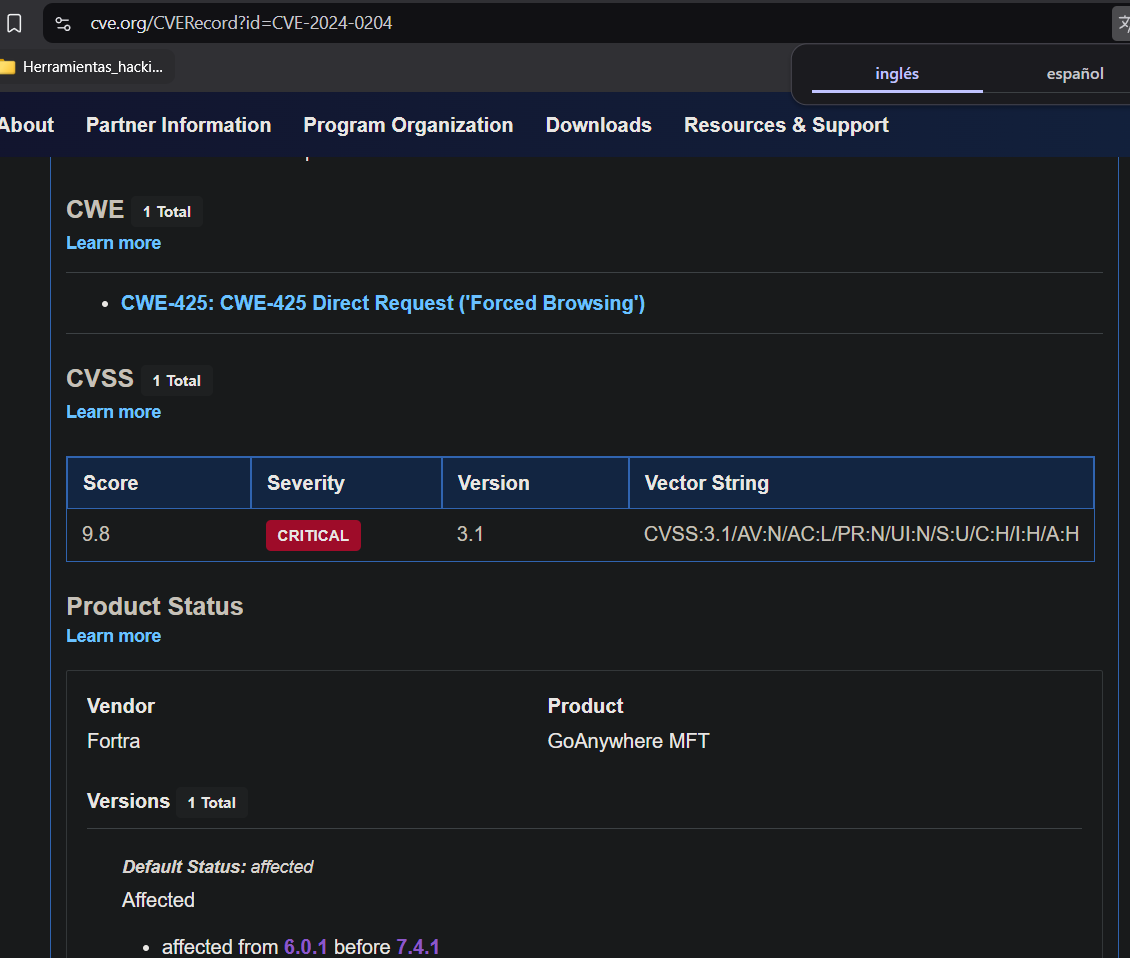 cve.org/CVERecord?id=CVE-2024-0204
Herramientas_hacki...
inglés español
About Partner Information Program Organization Downloads Resources & Support
CWE 1 Total
Learn more
• CWE-425: CWE-425 Direct Request ('Forced Browsing')
CVSS 1 Total
Learn more
Score Severity Version Vector String
9.8 CRITICAL 3.1 CVSS:3.1/AV:N/AC:L/PR:N/UI:N/S:U/C:H/I:H/A:H
Product Status
Learn more
Vendor Product
Fortra GoAnywhere MFT
Versions 1 Total
Default Status: affected
Affected
• affected from 6.0.1 before 7.4.1